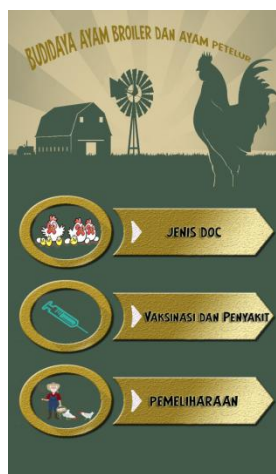 BUDIDAYA AYAM BROILER DAN AYAM PETELUR
JENIS DOC
VAKSINASI DAN PENYAKIT
PEMELIHARAAN